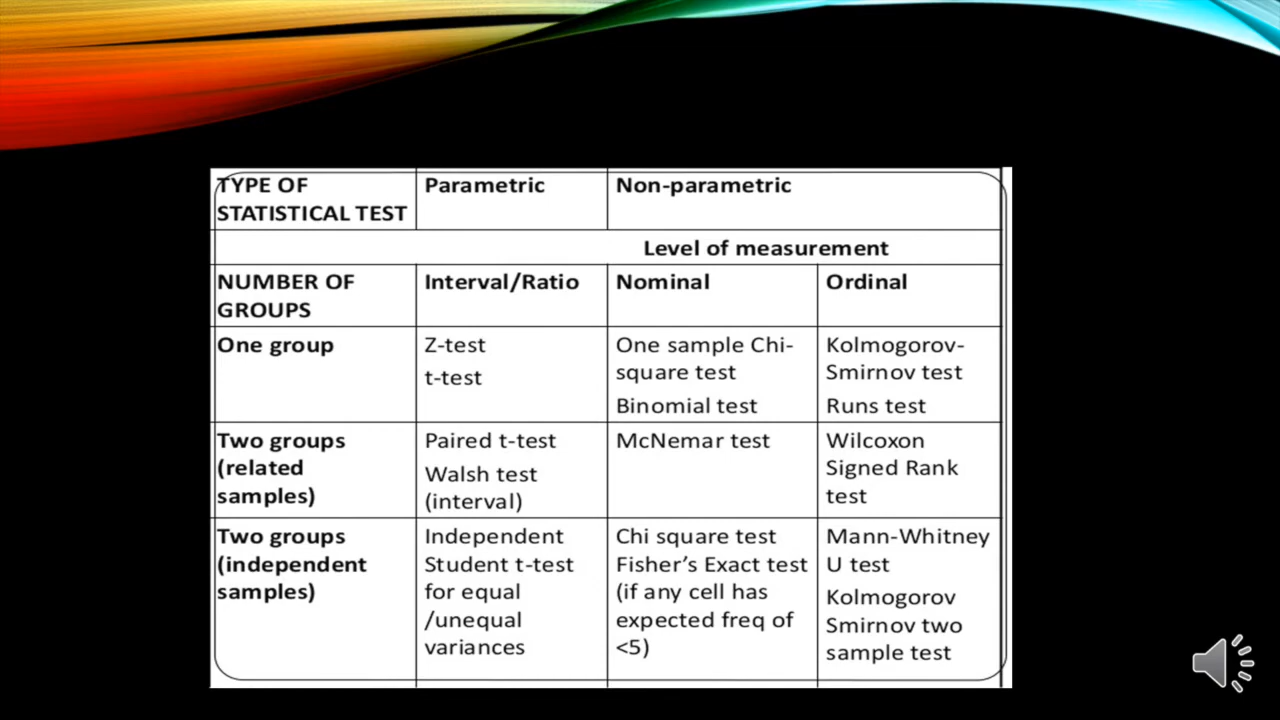 TYPE OF
STATISTICAL TEST
Parametric
Non-parametric
Level of measurement
NUMBER OF
GROUPS
Interval/Ratio
Nominal
Ordinal
One group
Z-test
t-test
One sample Chi-
square test
Binomial test
Kolmogorov-
Smirnov test
Runs test
Two groups
(related
samples)
Paired t-test
Walsh test
(interval)
McNemar test
Wilcoxon
Signed Rank
test
Two groups
(independent
samples)
Independent
Student t-test
for equal
/unequal
variances
Chi square test
Fisher’s Exact test
(if any cell has
expected freq of
<5)
Mann-Whitney
U test
Kolmogorov
Smirnov two
sample test